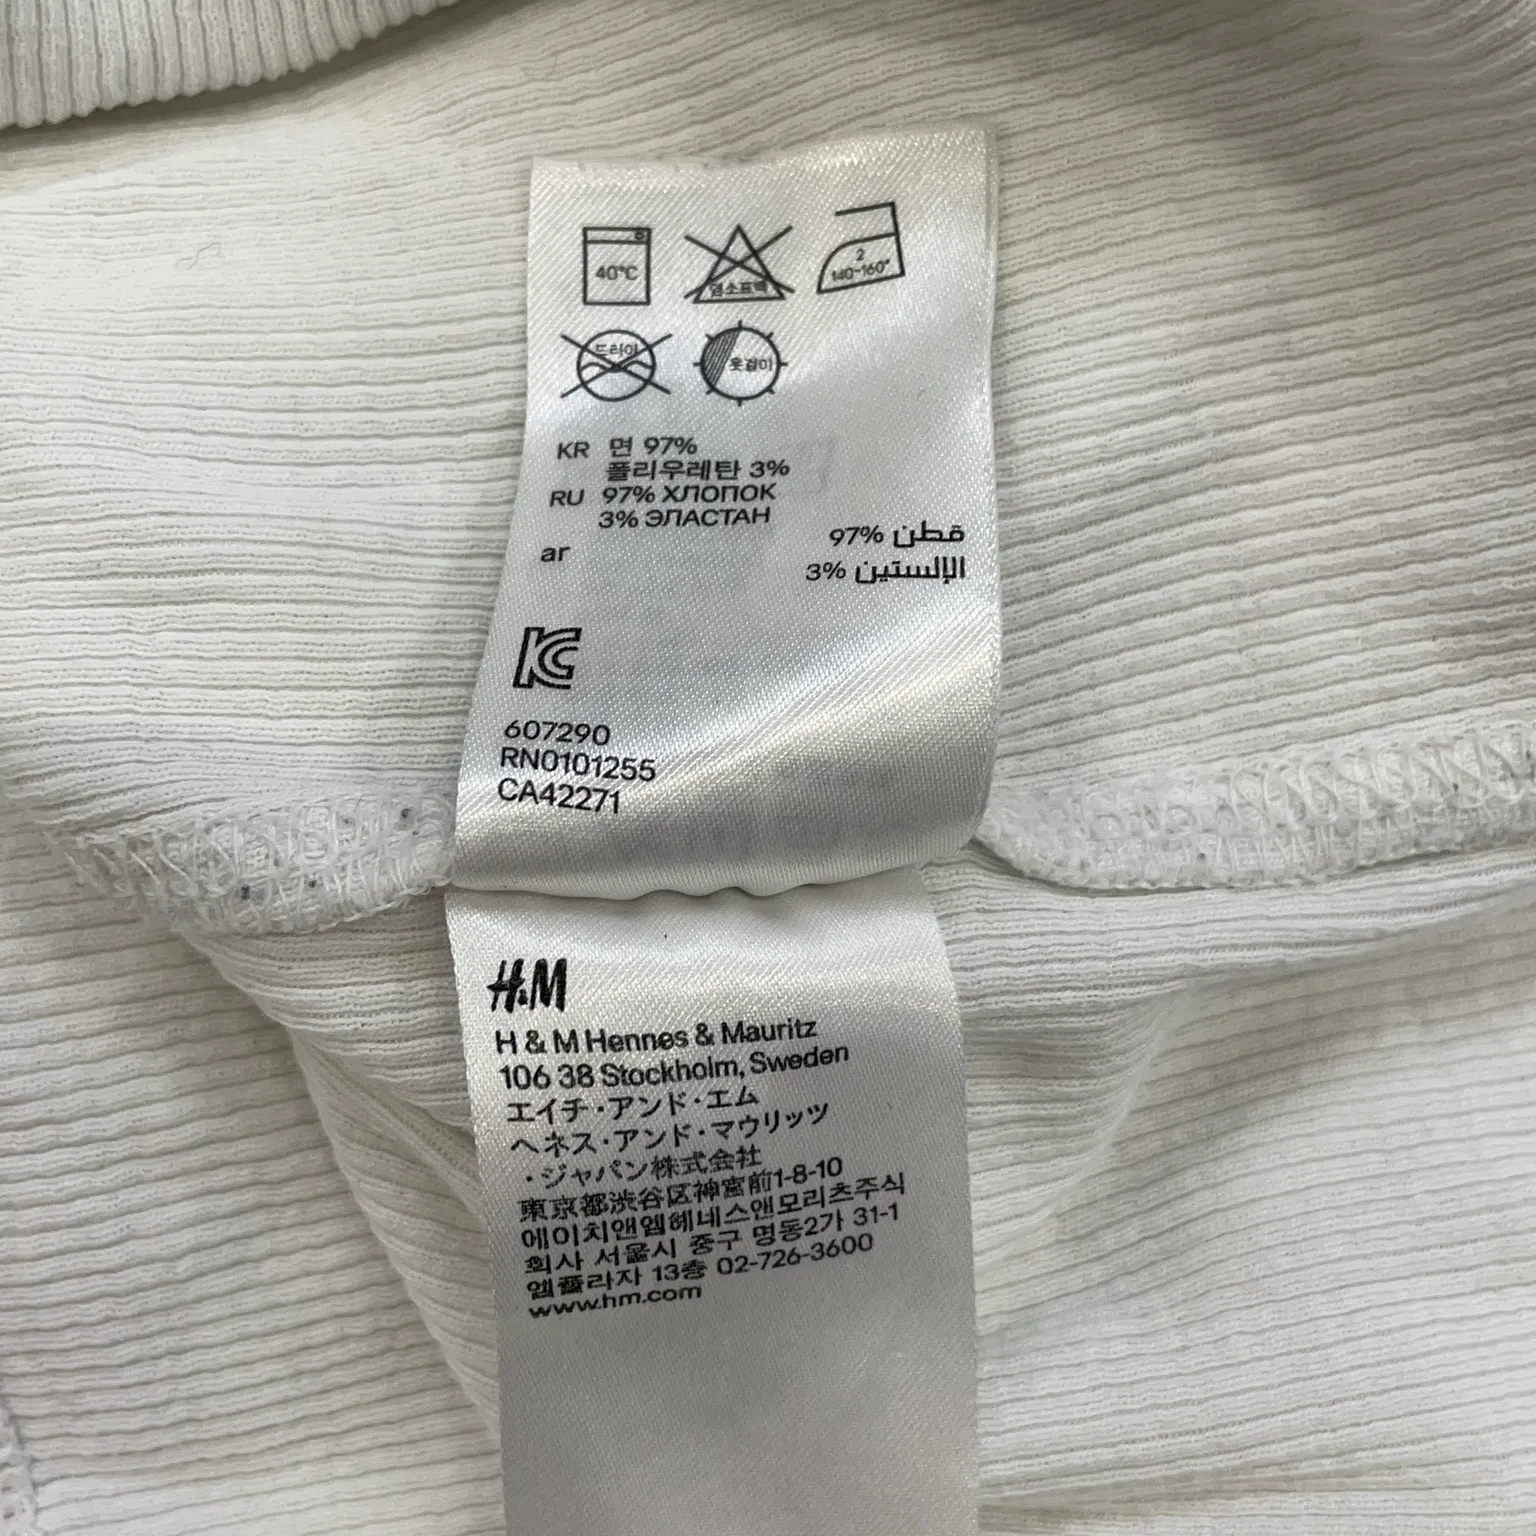 40°C
염소표백
2
140-160°
드라이
옷걸이
KR 면 97%
폴리우레탄 3%
RU 97% ХЛОПОК
3% ЭЛАСТАН
ar
97% قطن
3% الإلستين
KC
607290
RN0101255
CA42271
H&M
H & M Hennes & Mauritz
106 38 Stockholm, Sweden
エイチ・アンド・エム
ヘネス・アンド・マウリッツ
・ジャパン株式会社
東京都渋谷区神宮前1-8-10
에이치앤엠헤네스앤모리츠주식
회사 서울시 중구 명동2가 31-1
엠플라자 13층 02-726-3600
www.hm.com